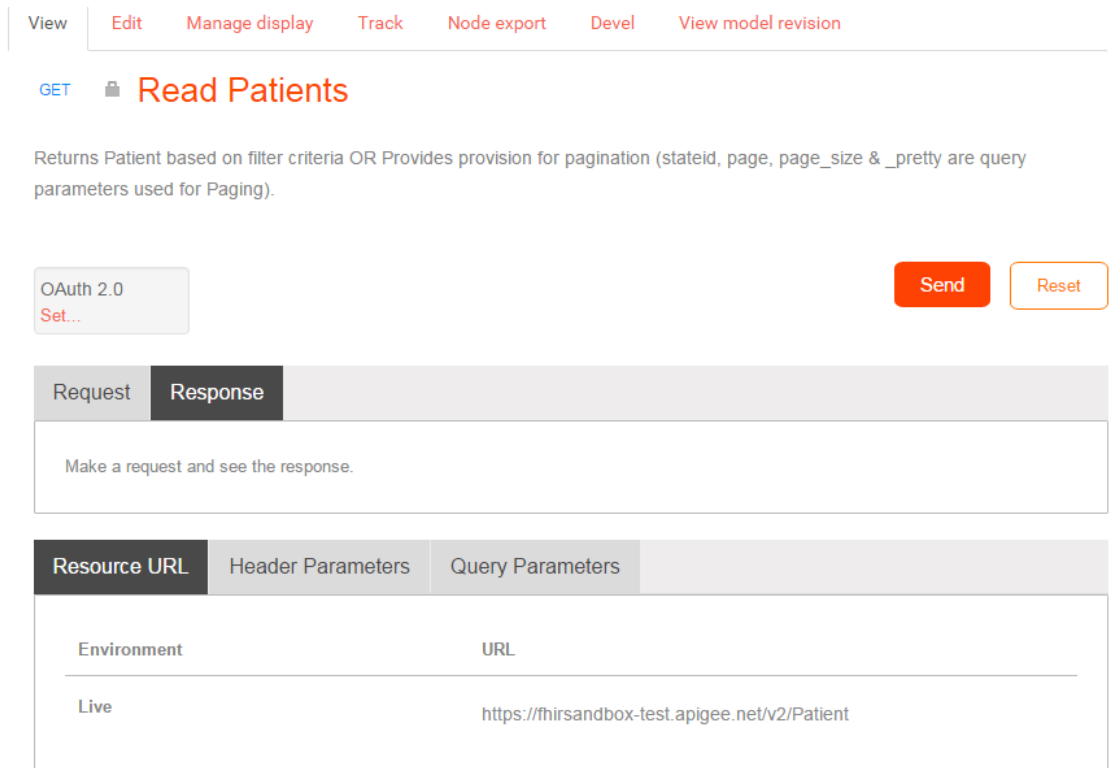 View Edit Manage display Track Node export Devel View model revision
GET Read Patients
Returns Patient based on filter criteria OR Provides provision for pagination (stateid, page, page_size & _pretty are query
parameters used for Paging).
OAuth 2.0
Set...
Send Reset
Request Response
Make a request and see the response.
Resource URL Header Parameters Query Parameters
Environment URL
Live https://fhirsandbox-test.apigee.net/v2/Patient